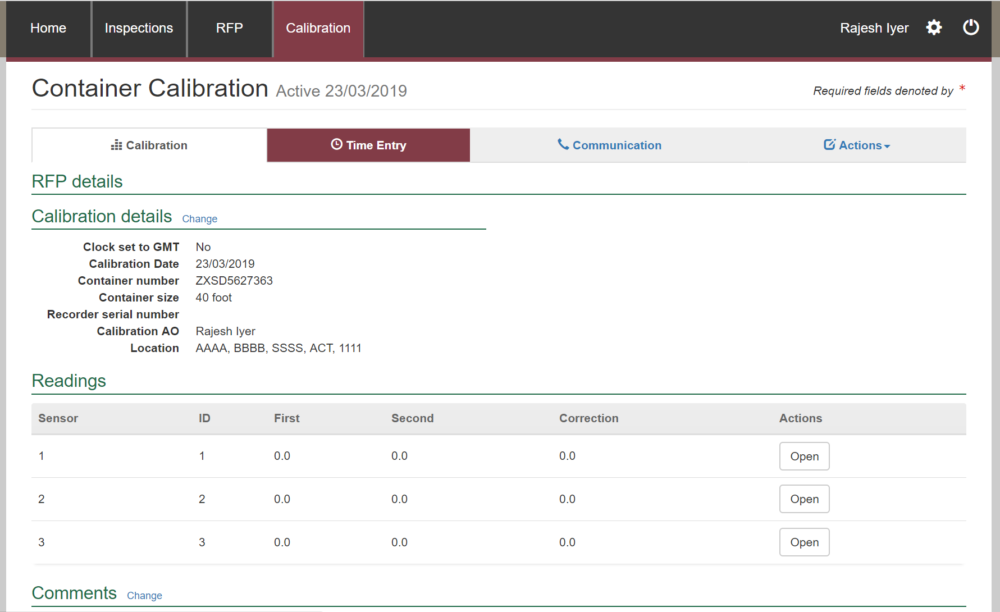 Home Inspections RFP Calibration Rajesh Iyer
Container Calibration Active 23/03/2019 Required fields denoted by *
Calibration Time Entry Communication Actions
RFP details
Calibration details Change
Clock set to GMT No
Calibration Date 23/03/2019
Container number ZXSD5627363
Container size 40 foot
Recorder serial number
Calibration AO Rajesh Iyer
Location AAAA, BBBB, SSSS, ACT, 1111
Readings
Sensor ID First Second Correction Actions
1 1 0.0 0.0 0.0 Open
2 2 0.0 0.0 0.0 Open
3 3 0.0 0.0 0.0 Open
Comments Change